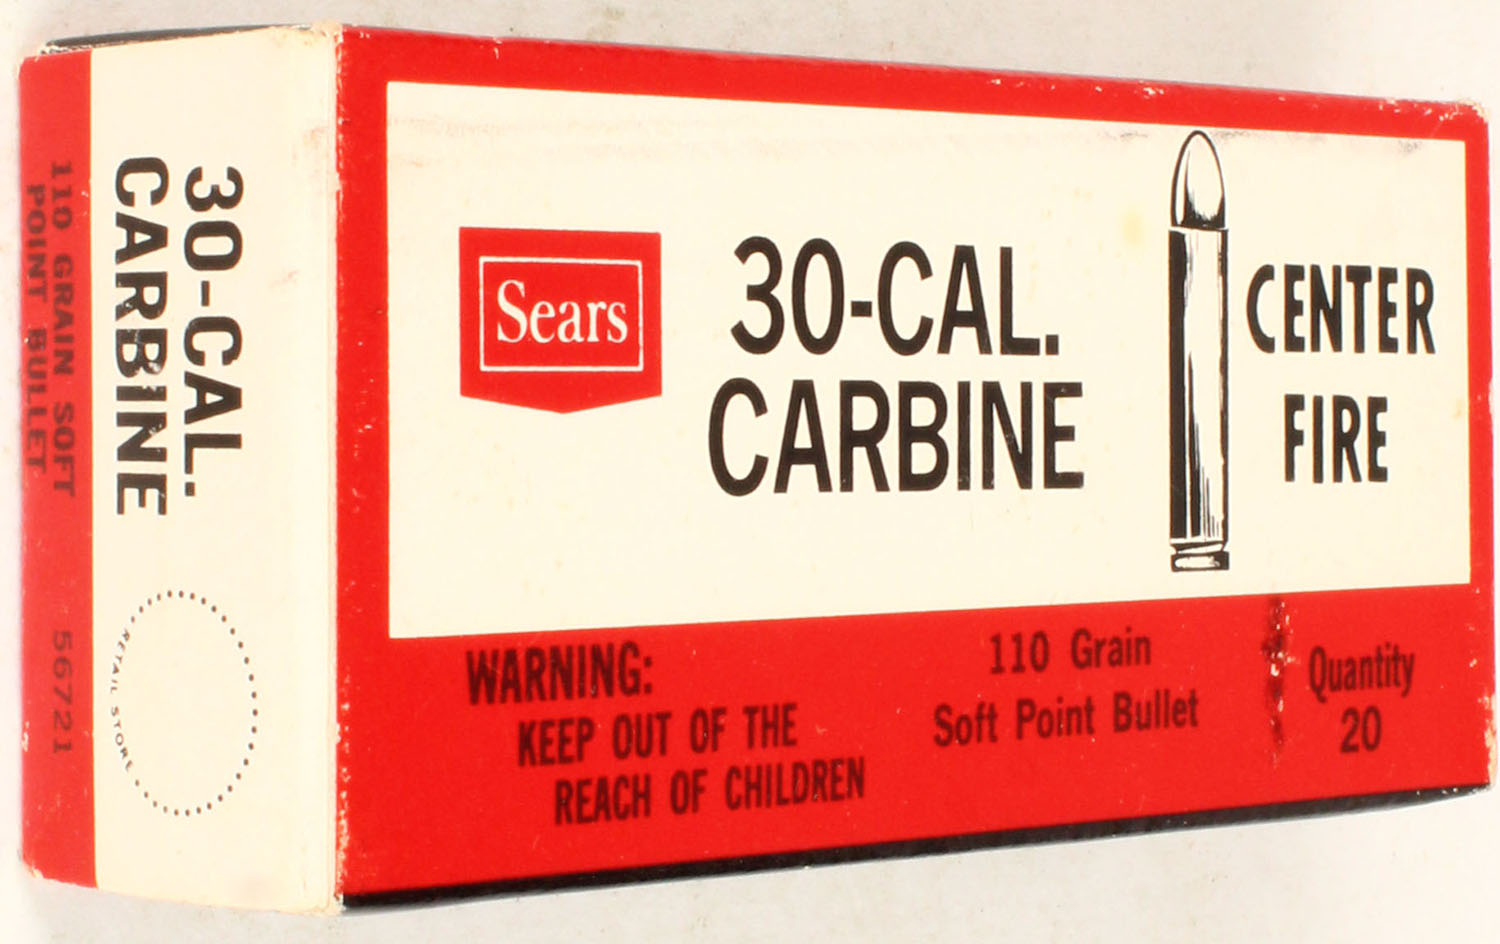 30-CAL.
CARBINE
110 GRAIN SOFT
POINT BULLET
56721
RETAIL STORE
Sears
30-CAL.
CARBINE
CENTER
FIRE
WARNING:
KEEP OUT OF THE
REACH OF CHILDREN
110 Grain
Soft Point Bullet
Quantity
20